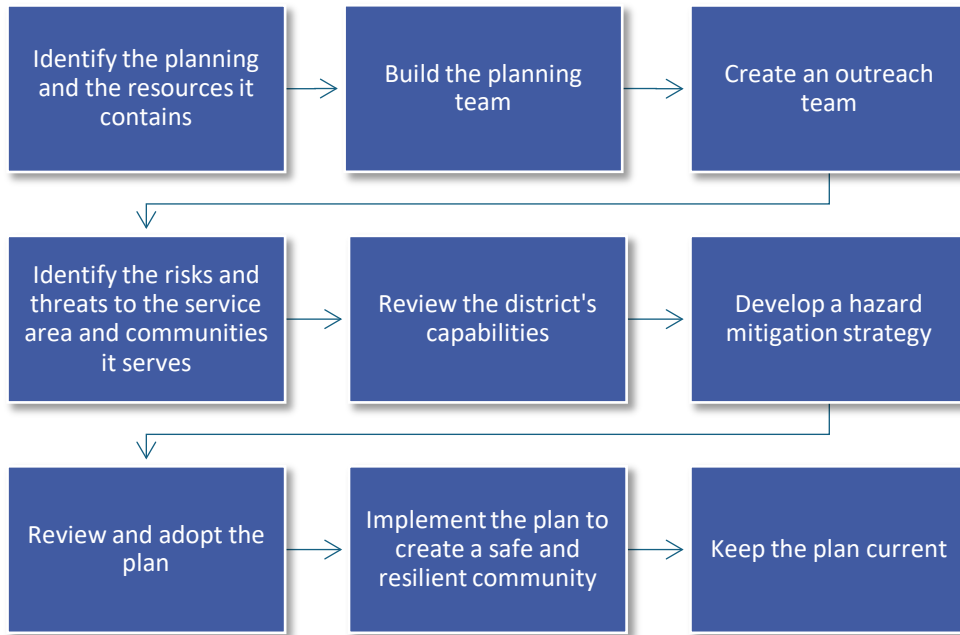 Identify the planning
and the resources it
contains
Build the planning
team
Create an outreach
team
Identify the risks and
threats to the service
area and communities
it serves
Review the district's
capabilities
Develop a hazard
mitigation strategy
Review and adopt the
plan
Implement the plan to
create a safe and
resilient community
Keep the plan current